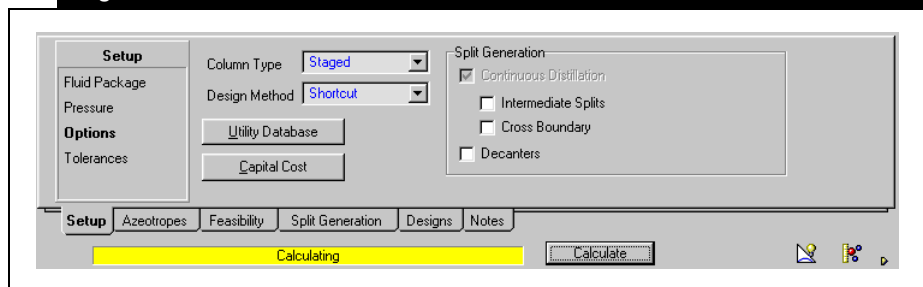 Setup
Fluid Package
Pressure
Options
Tolerances
Column Type Staged
Design Method Shortcut
Utility Database
Capital Cost
Split Generation
Continuous Distillation
Intermediate Splits
Cross Boundary
Decanters
Setup Azeotropes Feasibility Split Generation Designs Notes
Calculating Calculate